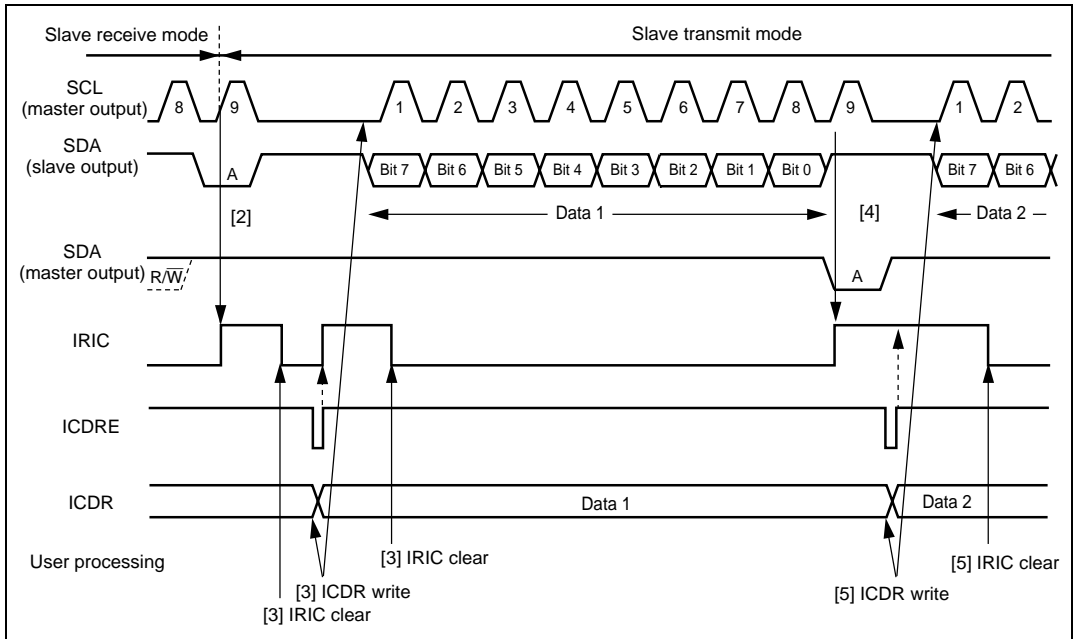 Slave receive mode
Slave transmit mode
SCL
(master output)
8 9 1 2 3 4 5 6 7 8 9 1 2
SDA
(slave output)
A Bit 7 Bit 6 Bit 5 Bit 4 Bit 3 Bit 2 Bit 1 Bit 0 Bit 7 Bit 6
[2] Data 1 [4] Data 2
SDA
(master output)
R/W̅ A
IRIC
ICDRE
ICDR Data 1 Data 2
User processing
[3] IRIC clear
[5] IRIC clear
[3] ICDR write
[5] ICDR write
[3] IRIC clear